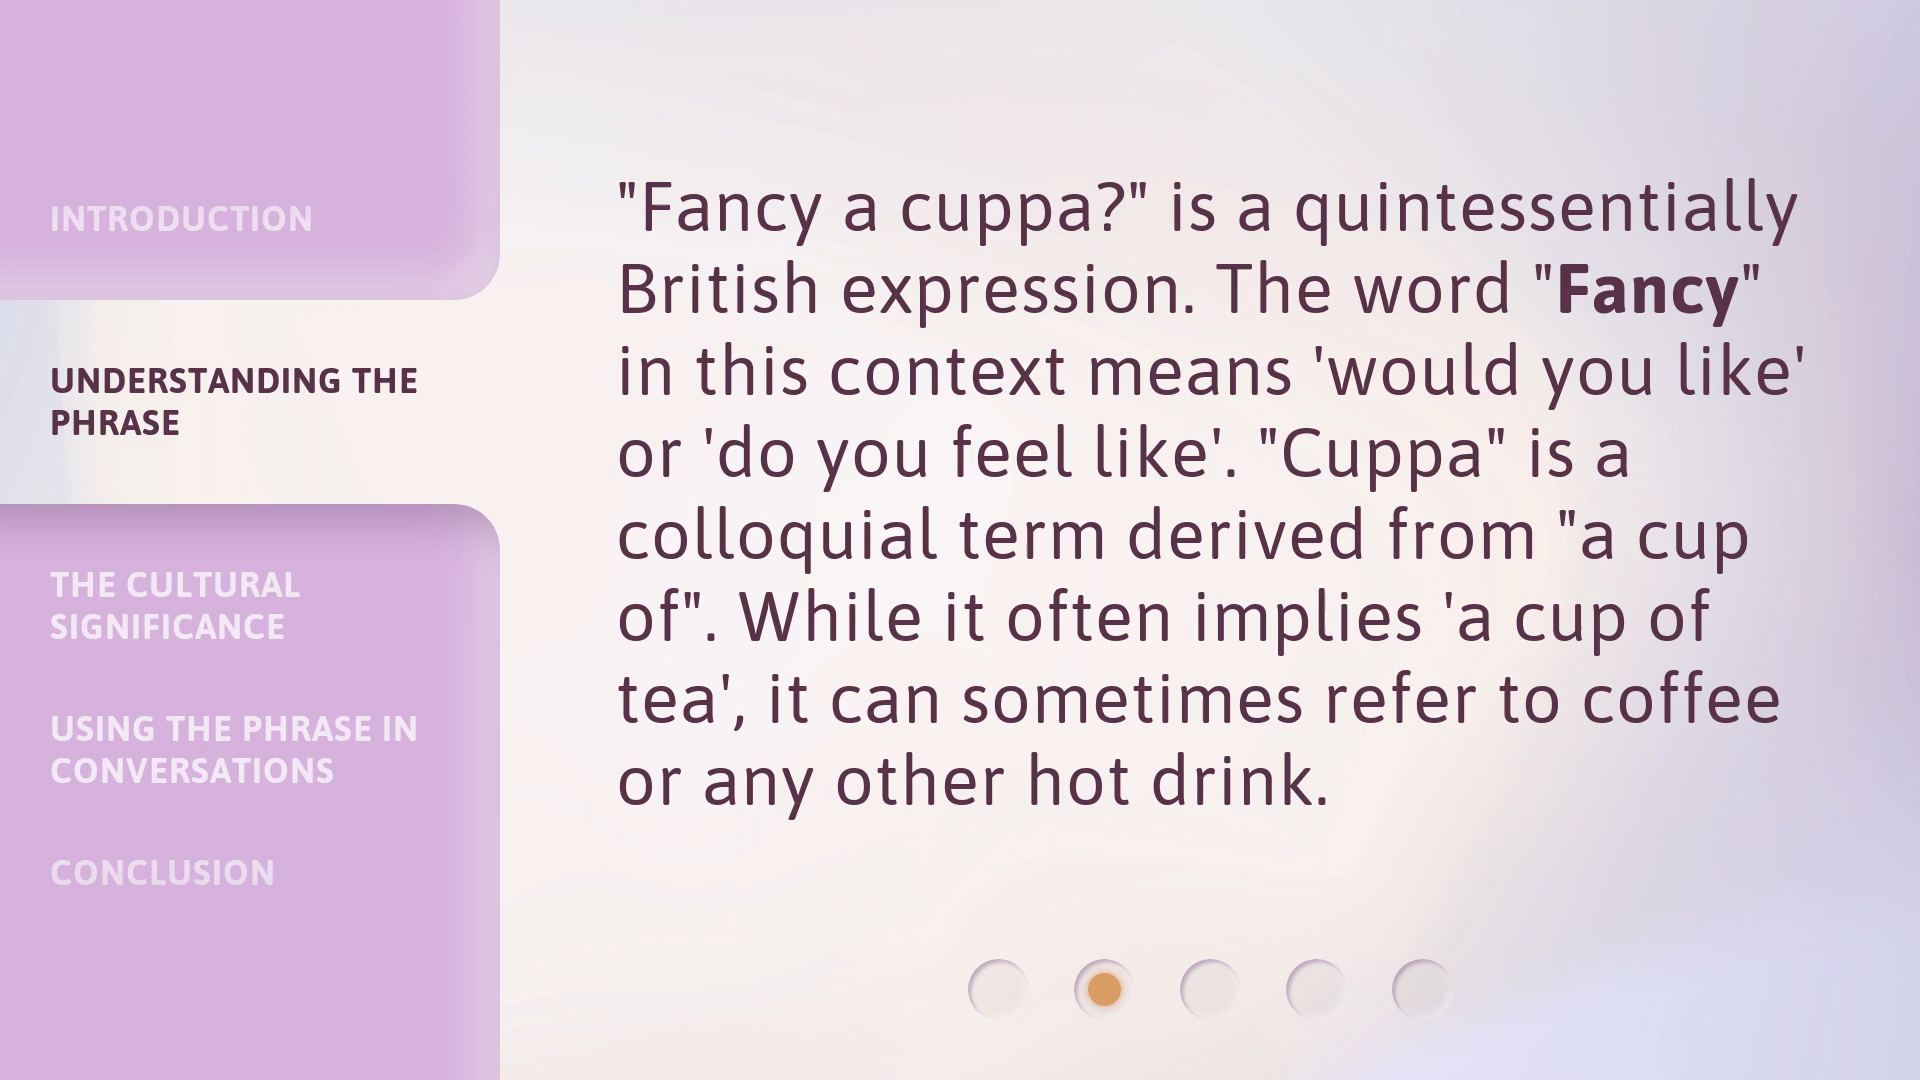 INTRODUCTION
UNDERSTANDING THE
PHRASE
THE CULTURAL
SIGNIFICANCE
USING THE PHRASE IN
CONVERSATIONS
CONCLUSION
"Fancy a cuppa?" is a quintessentially
British expression. The word "Fancy"
in this context means 'would you like'
or 'do you feel like'. "Cuppa" is a
colloquial term derived from "a cup
of". While it often implies 'a cup of
tea', it can sometimes refer to coffee
or any other hot drink.